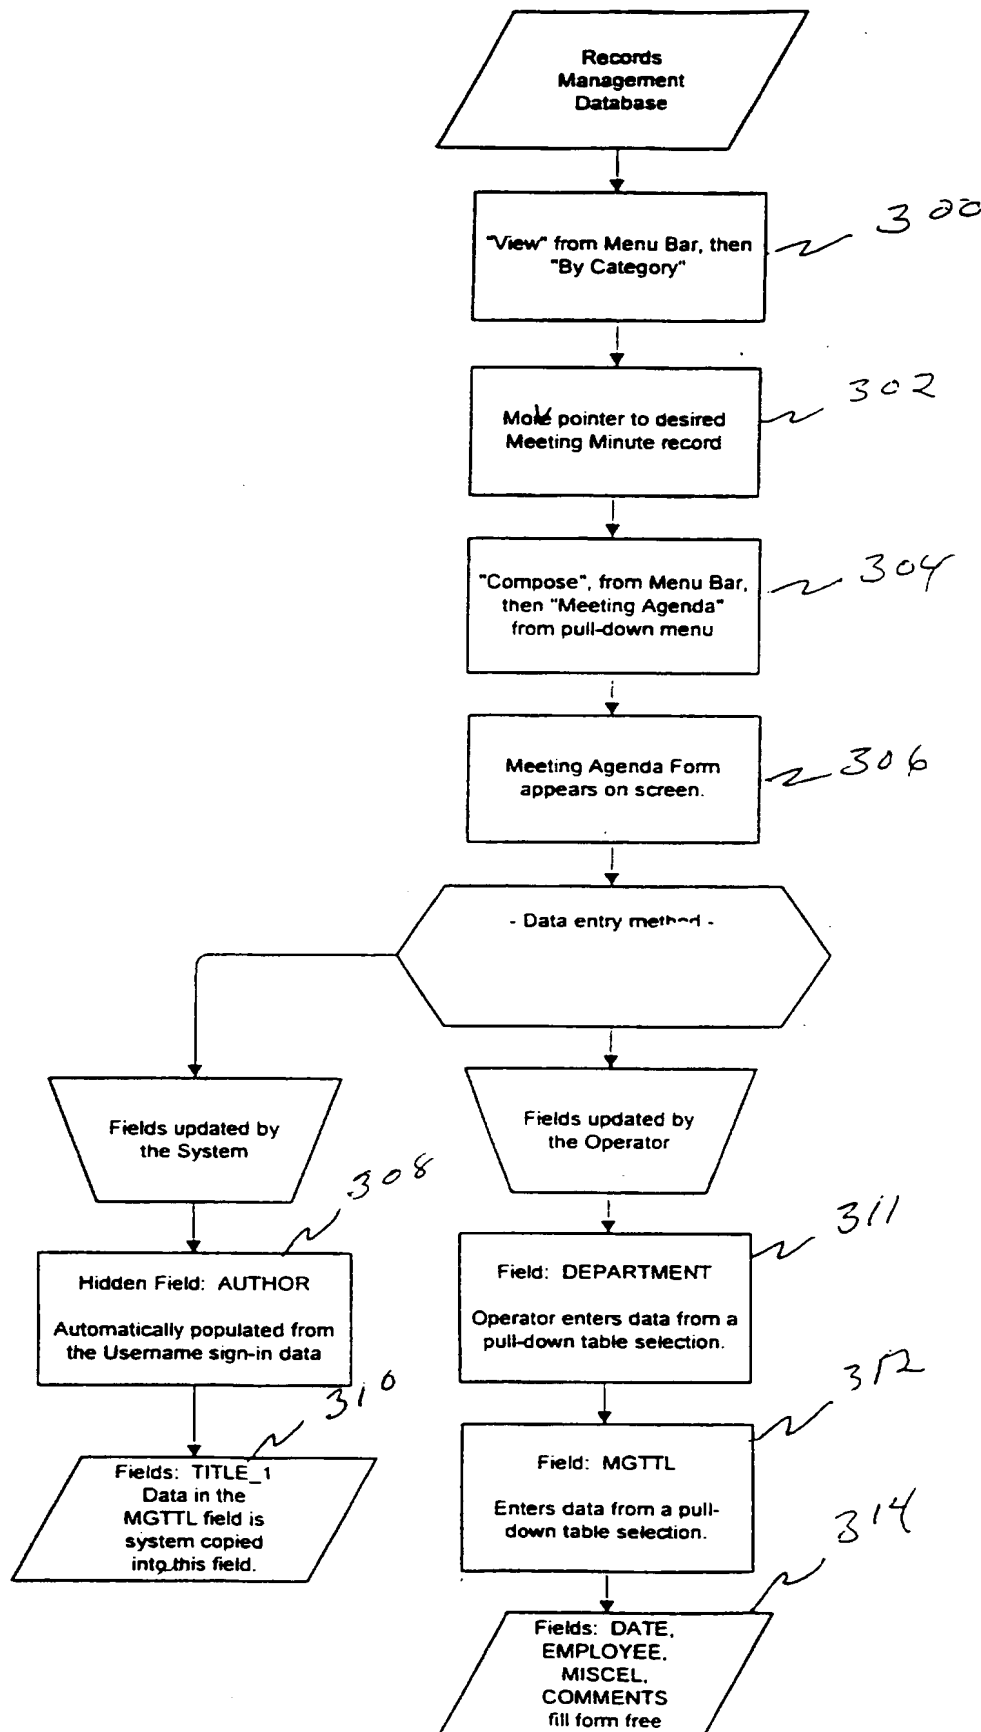 Records
Management
Database
"View" from Menu Bar, then
"By Category"
300
Move pointer to desired
Meeting Minute record
302
"Compose", from Menu Bar,
then "Meeting Agenda"
from pull-down menu
304
Meeting Agenda Form
appears on screen.
306
- Data entry method -
Fields updated by
the System
Fields updated by
the Operator
308
Hidden Field: AUTHOR
Automatically populated from
the Username sign-in data
311
Field: DEPARTMENT
Operator enters data from a
pull-down table selection.
310
Fields: TITLE_1
Data in the
MGTTL field is
system copied
into this field.
312
Field: MGTTL
Enters data from a pull-
down table selection.
314
Fields: DATE,
EMPLOYEE,
MISCEL,
COMMENTS
fill form free